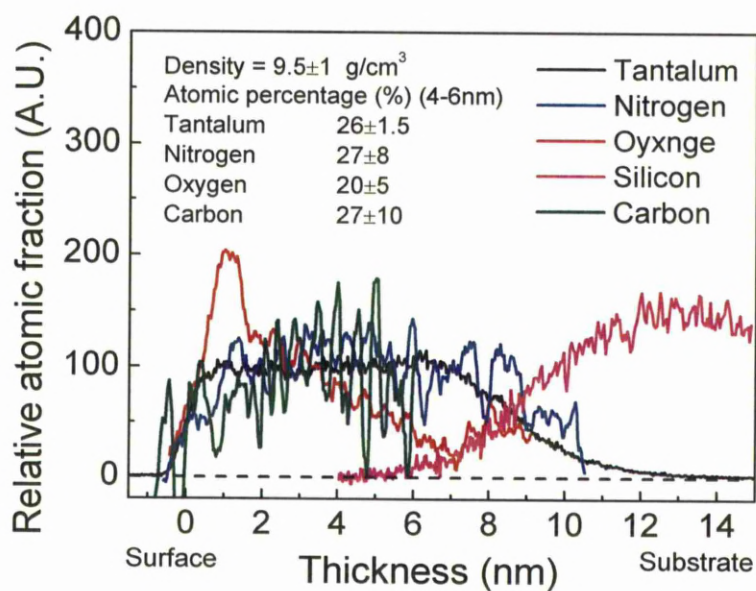 400
300
200
100
0
Relative atomic fraction (A.U.)
Density = 9.5±1 g/cm³
Atomic percentage (%) (4-6nm)
Tantalum 26±1.5
Nitrogen 27±8
Oxygen 20±5
Carbon 27±10
Tantalum
Nitrogen
Oyxnge
Silicon
Carbon
0 2 4 6 8 10 12 14
Surface Thickness (nm) Substrate